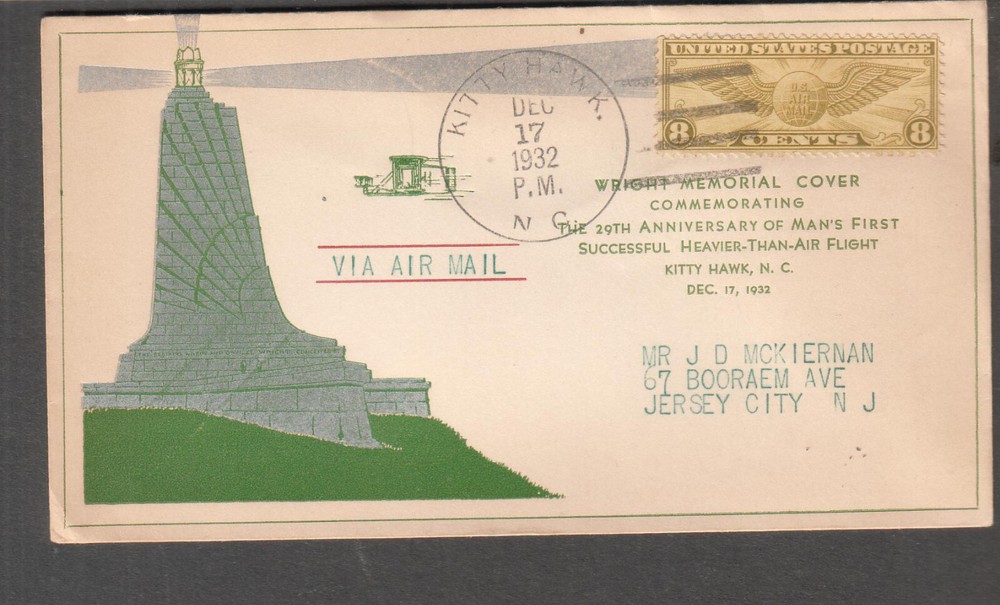 UNITED STATES POSTAGE
U.S.
AIR
MAIL
8 CENTS 8
KITTY HAWK.
DEC
17
1932
P.M.
N C
WRIGHT MEMORIAL COVER
COMMEMORATING
THE 29TH ANNIVERSARY OF MAN'S FIRST
SUCCESSFUL HEAVIER-THAN-AIR FLIGHT
KITTY HAWK, N. C.
DEC. 17, 1932
VIA AIR MAIL
MR J D MCKIERNAN
67 BOORAEM AVE
JERSEY CITY N J